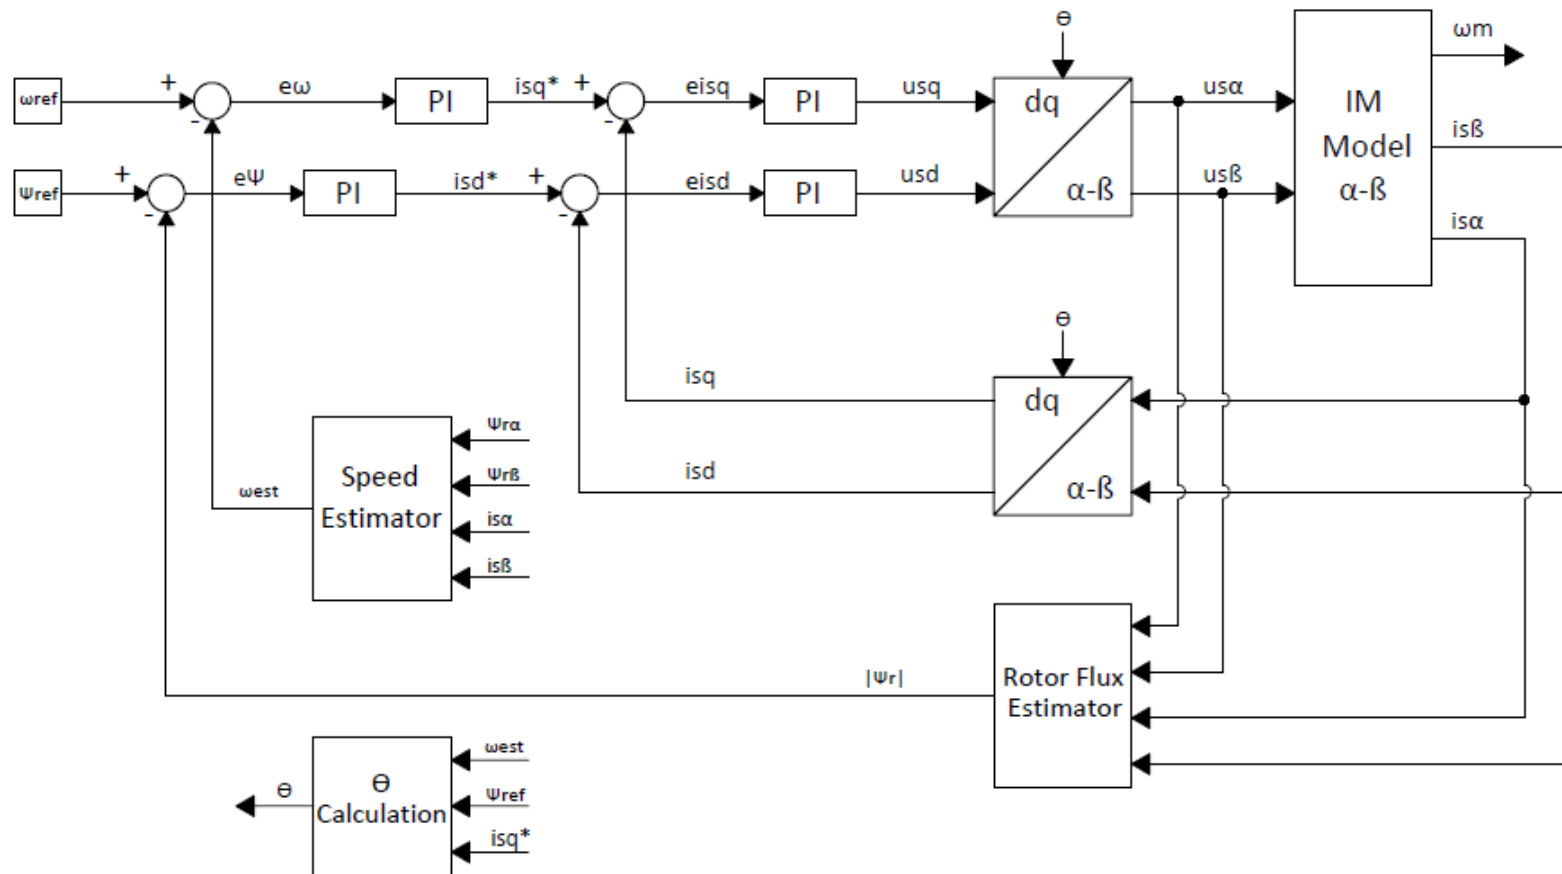 ωref
+
-
eω
PI
isq*
+
-
eisq
PI
usq
Ψref
+
-
eΨ
PI
isd*
+
-
eisd
PI
usd
ɵ
dq
α-ß
usα
usß
IM
Model
α-ß
ωm
isß
isα
ɵ
dq
α-ß
isq
isd
Speed
Estimator
Ψrα
Ψrß
isα
isß
ωest
Rotor Flux
Estimator
|Ψr|
ɵ
Calculation
ωest
Ψref
isq*
ɵ